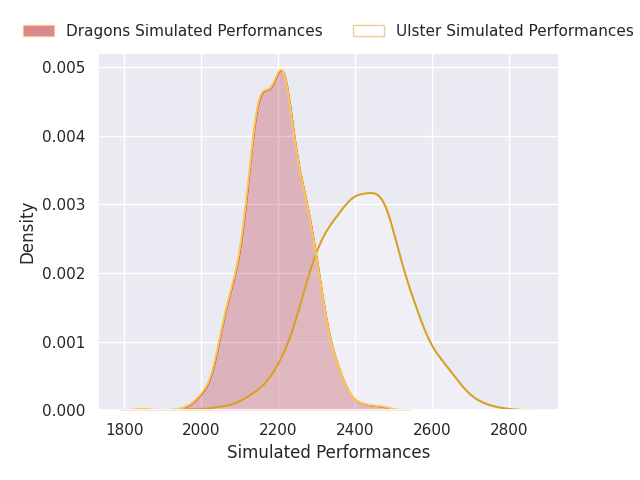 Dragons Simulated Performances
Ulster Simulated Performances
0.005
0.004
0.003
0.002
0.001
0.000
Density
1800 2000 2200 2400 2600 2800
Simulated Performances